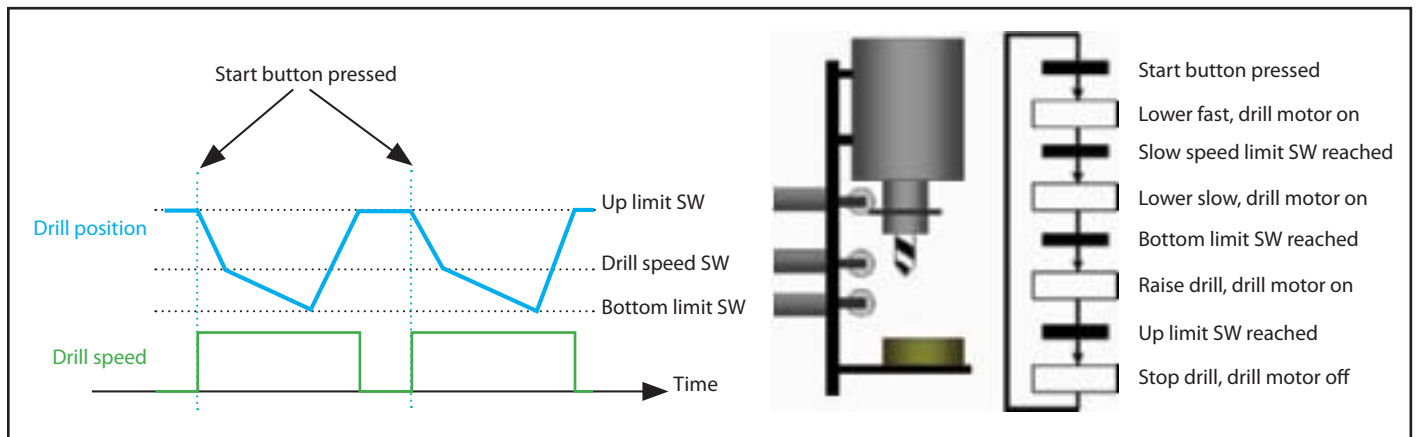 Start button pressed
Up limit SW
Drill position
Drill speed SW
Bottom limit SW
Drill speed
Time
Start button pressed
Lower fast, drill motor on
Slow speed limit SW reached
Lower slow, drill motor on
Bottom limit SW reached
Raise drill, drill motor on
Up limit SW reached
Stop drill, drill motor off